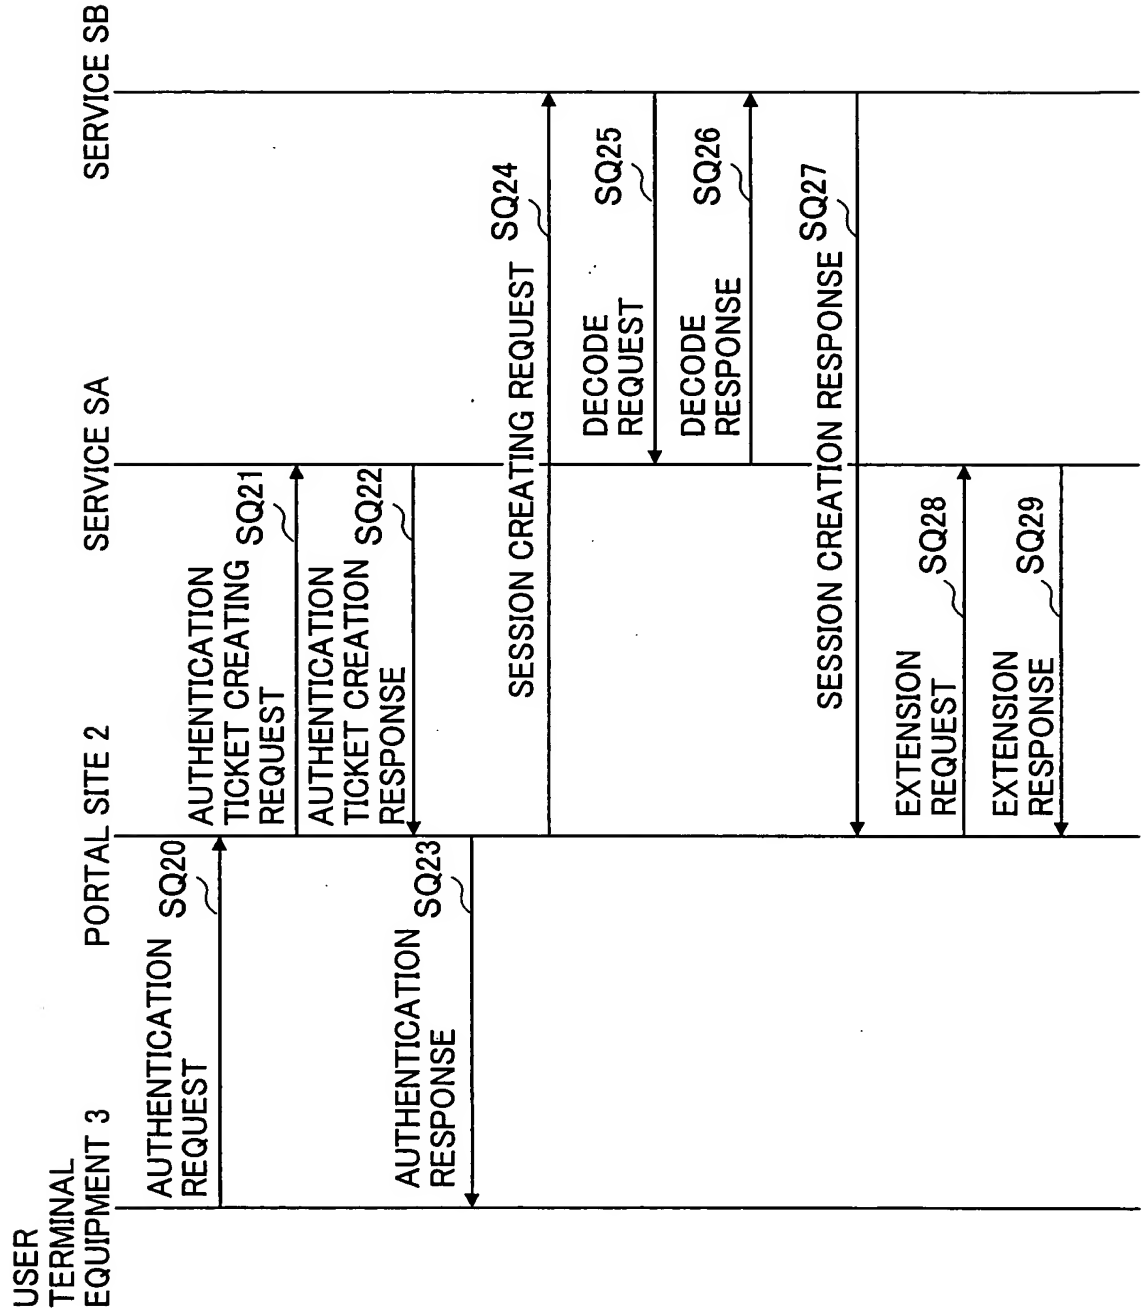 USER
TERMINAL
EQUIPMENT 3
PORTAL SITE 2
SERVICE SA
SERVICE SB
AUTHENTICATION
REQUEST
SQ20
AUTHENTICATION
TICKET CREATING
REQUEST
SQ21
AUTHENTICATION
TICKET CREATION
RESPONSE
SQ22
AUTHENTICATION
RESPONSE
SQ23
SESSION CREATING REQUEST
SQ24
DECODE
REQUEST
SQ25
DECODE
RESPONSE
SQ26
SESSION CREATION RESPONSE
SQ27
EXTENSION
REQUEST
SQ28
EXTENSION
RESPONSE
SQ29